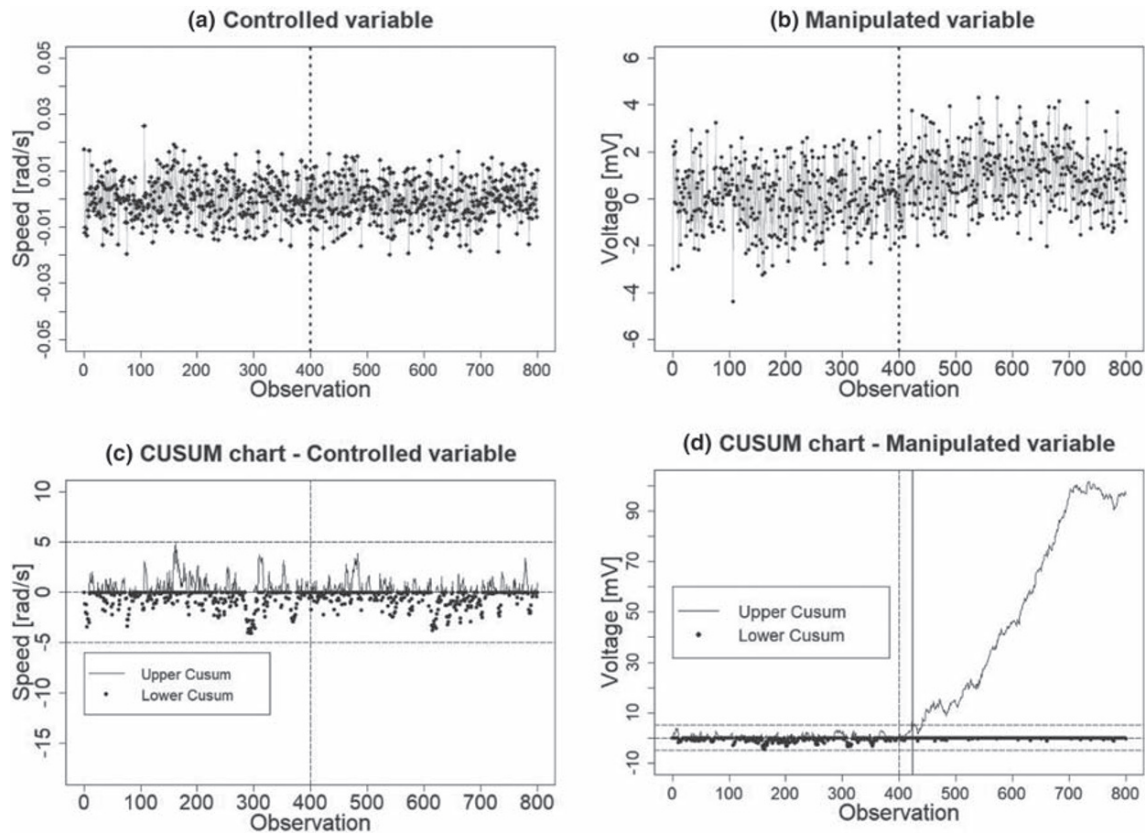 (a) Controlled variable
Speed [rad/s]
0.05
0.03
0.01
-0.01
-0.03
-0.05
0 100 200 300 400 500 600 700 800
Observation
(b) Manipulated variable
Voltage [mV]
6
4
2
0
-2
-4
-6
0 100 200 300 400 500 600 700 800
Observation
(c) CUSUM chart - Controlled variable
Speed [rad/s]
10
5
0
-5
-10
-15
Upper Cusum
Lower Cusum
0 100 200 300 400 500 600 700 800
Observation
(d) CUSUM chart - Manipulated variable
Voltage [mV]
90
70
50
30
10
-10
Upper Cusum
Lower Cusum
0 100 200 300 400 500 600 700 800
Observation